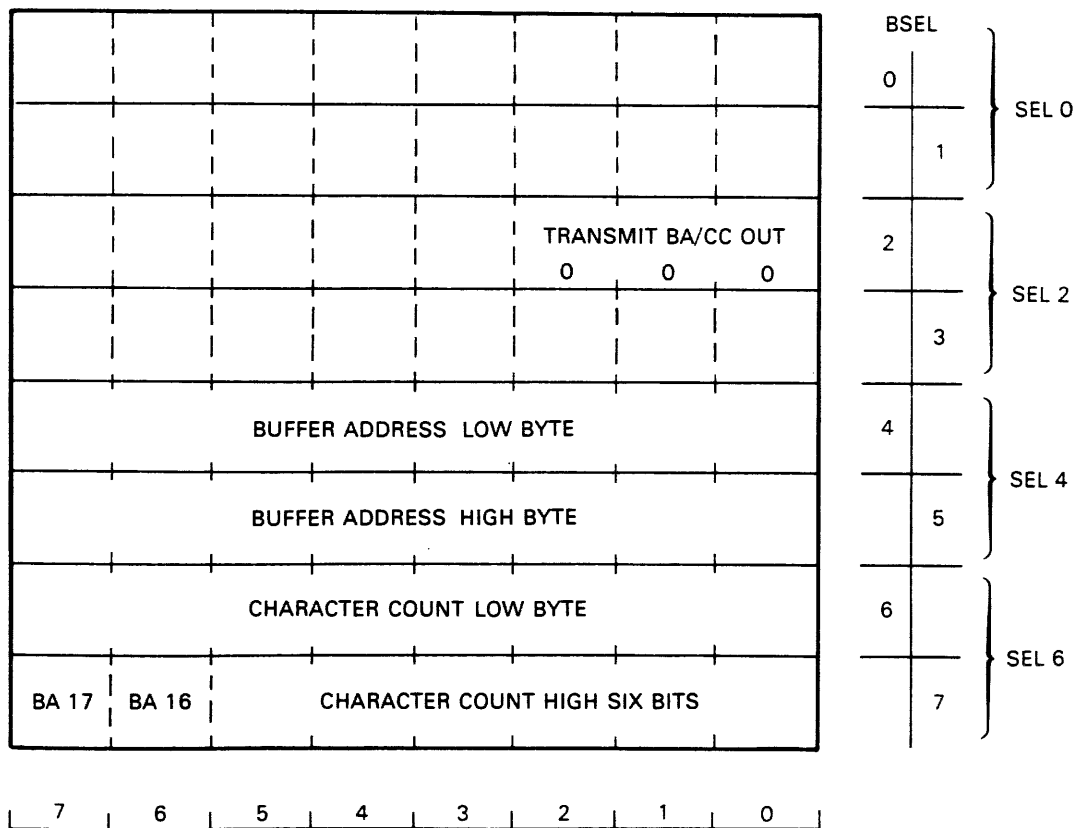 BSEL
0
SEL 0
1
TRANSMIT BA/CC OUT
0 0 0
2
SEL 2
3
BUFFER ADDRESS LOW BYTE
4
SEL 4
BUFFER ADDRESS HIGH BYTE
5
CHARACTER COUNT LOW BYTE
6
SEL 6
BA 17 BA 16 CHARACTER COUNT HIGH SIX BITS
7
7 6 5 4 3 2 1 0